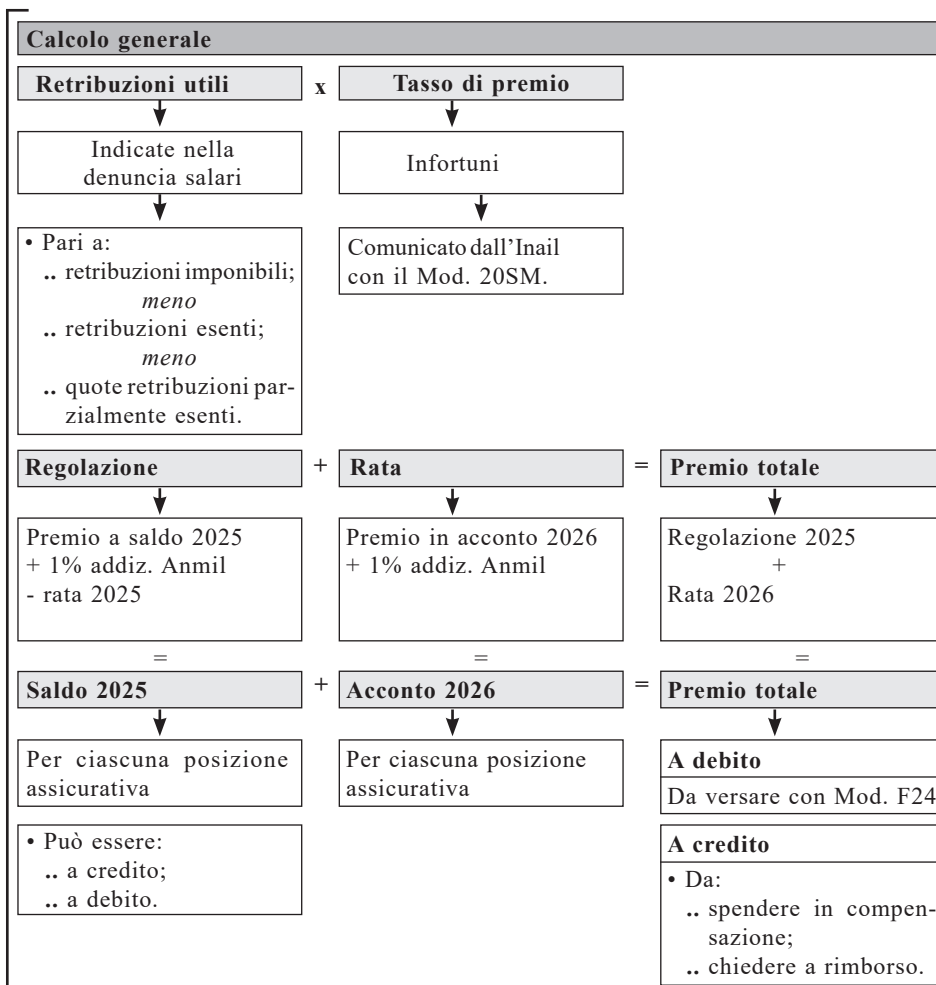 Calcolo generale
Retribuzioni utili x Tasso di premio
Indicate nella
denuncia salari
Infortuni
• Pari a:
.. retribuzioni imponibili;
meno
.. retribuzioni esenti;
meno
.. quote retribuzioni par-
zialmente esenti.
Comunicato dall'Inail
con il Mod. 20SM.
Regolazione + Rata = Premio totale
Premio a saldo 2025
+ 1% addiz. Anmil
- rata 2025
Premio in acconto 2026
+ 1% addiz. Anmil
Regolazione 2025
+
Rata 2026
= = =
Saldo 2025 + Acconto 2026 = Premio totale
Per ciascuna posizione
assicurativa
Per ciascuna posizione
assicurativa
A debito
Da versare con Mod. F24
• Può essere:
.. a credito;
.. a debito.
A credito
• Da:
.. spendere in compen-
sazione;
.. chiedere a rimborso.